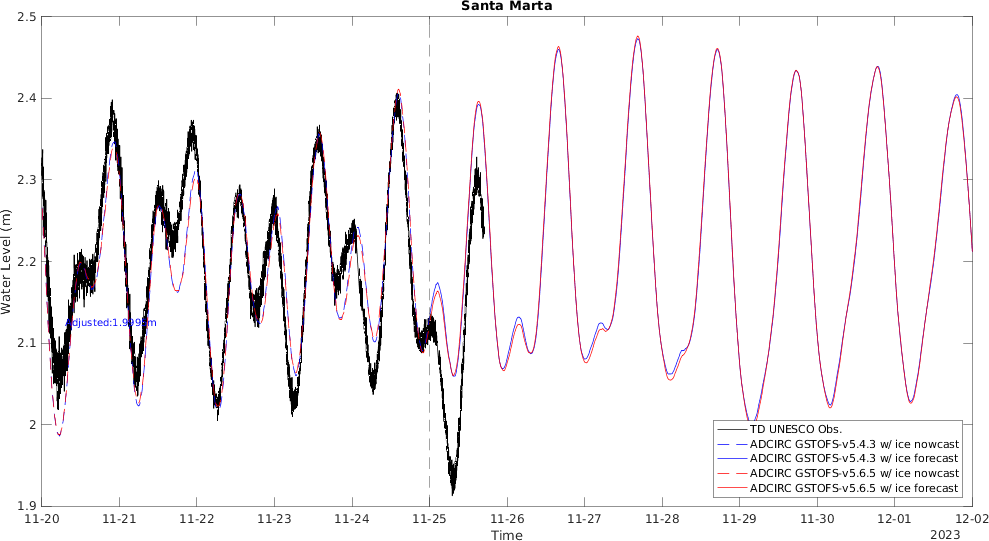 Santa Marta
2.5
2.4
2.3
2.2
2.1
2
1.9
Water Level (m)
TD UNESCO Obs.
ADCIRC GSTOFS-v5.4.3 w/ ice nowcast
ADCIRC GSTOFS-v5.4.3 w/ ice forecast
ADCIRC GSTOFS-v5.6.5 w/ ice nowcast
ADCIRC GSTOFS-v5.6.5 w/ ice forecast
11-20 11-21 11-22 11-23 11-24 11-25 11-26 11-27 11-28 11-29 11-30 12-01 12-02
Time
2023